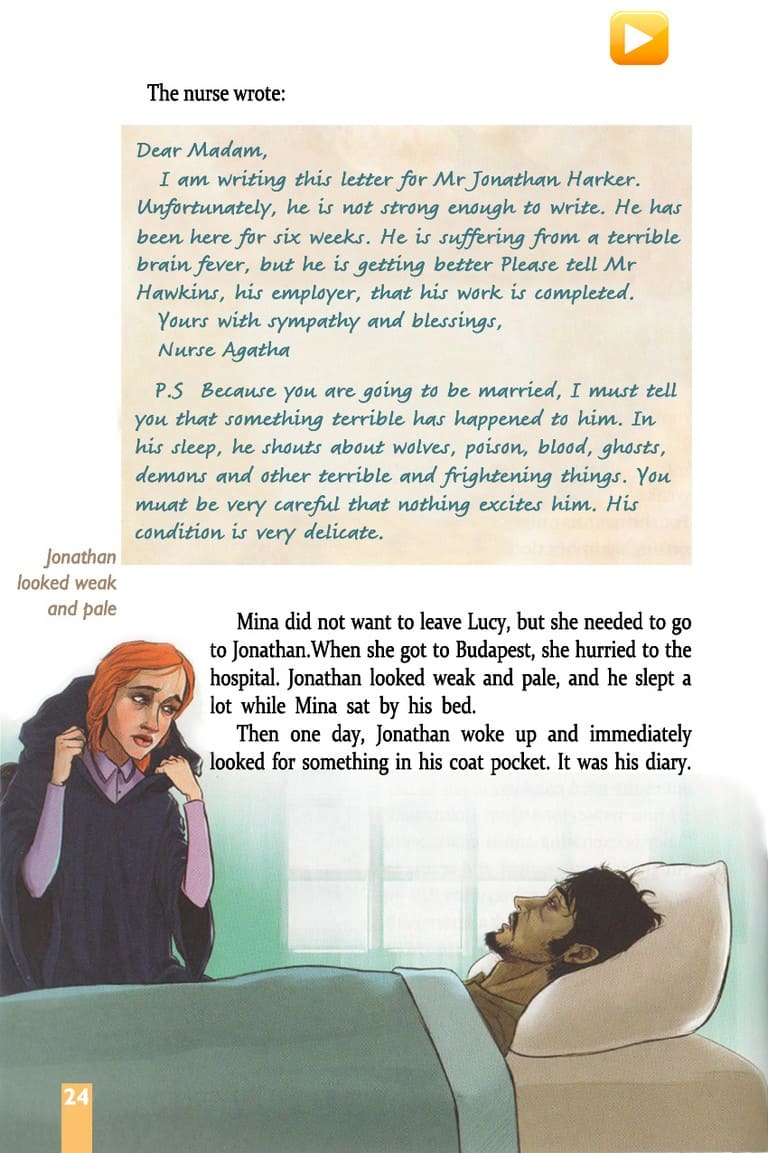 The nurse wrote:
Dear Madam,
I am writing this letter for Mr Jonathan Harker.
Unfortunately, he is not strong enough to write. He has
been here for six weeks. He is suffering from a terrible
brain fever, but he is getting better Please tell Mr
Hawkins, his employer, that his work is completed.
Yours with sympathy and blessings,
Nurse Agatha
P.S Because you are going to be married, I must tell
you that something terrible has happened to him. In
his sleep, he shouts about wolves, poison, blood, ghosts,
demons and other terrible and frightening things. You
muat be very careful that nothing excites him. His
condition is very delicate.
Jonathan
looked weak
and pale
Mina did not want to leave Lucy, but she needed to go
to Jonathan.When she got to Budapest, she hurried to the
hospital. Jonathan looked weak and pale, and he slept a
lot while Mina sat by his bed.
Then one day, Jonathan woke up and immediately
looked for something in his coat pocket. It was his diary.
24